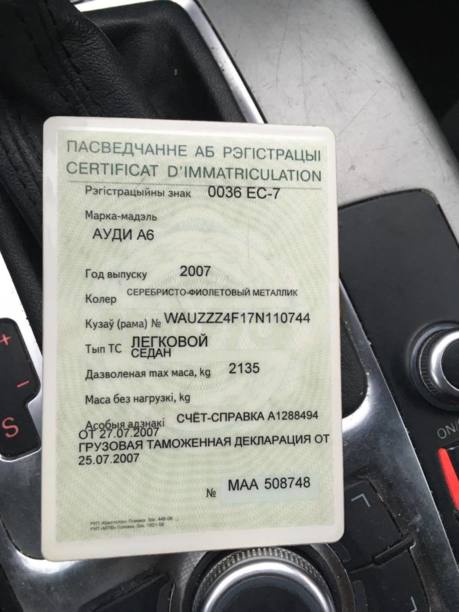 ПАСВЕДЧАННЕ АБ РЭГІСТРАЦЫІ
CERTIFICAT D'IMMATRICULATION
Рэгістрацыйны знак 0036 ЕС-7
Марка-мадэль
АУДИ А6
Год выпуску 2007
Колер СЕРЕБРИСТО-ФИОЛЕТОВЫЙ МЕТАЛЛИК
Кузаў (рама) № WAUZZZ4F17N110744
Тып ТС ЛЕГКОВОЙ
СЕДАН
Дазволеная max маса, kg 2135
Маса без нагрузкі, kg
Асобыя адзнакі СЧЁТ-СПРАВКА А1288494
ОТ 27.07.2007
ГРУЗОВАЯ ТАМОЖЕННАЯ ДЕКЛАРАЦИЯ ОТ
25.07.2007
№ МАА 508748
+
-
S
ON/